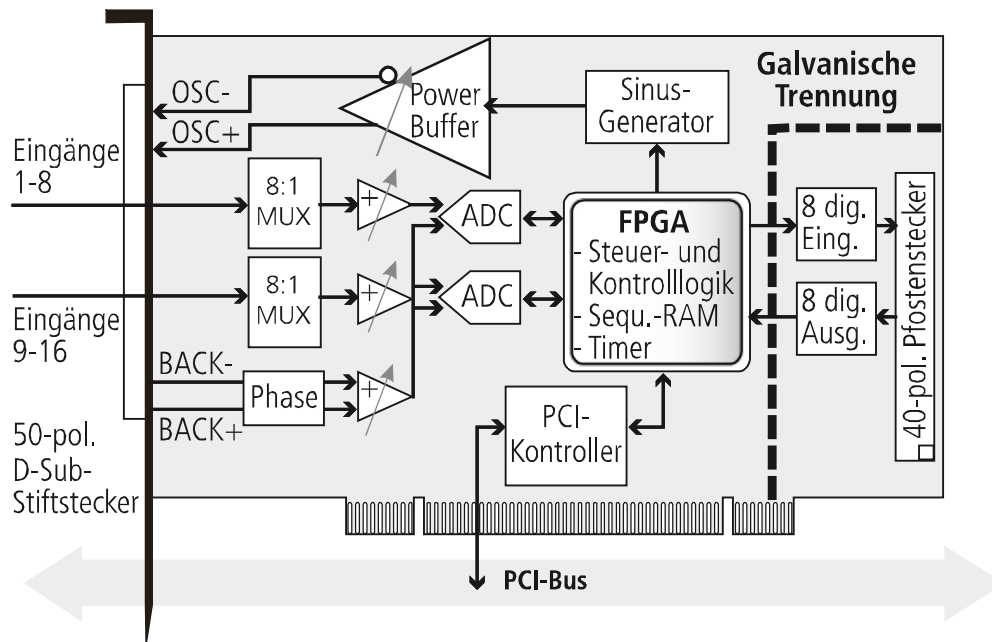 Galvanische
Trennung
OSC-
OSC+
Power
Buffer
Sinus-
Generator
Eingänge
1-8
8:1
MUX
+
ADC
FPGA
- Steuer- und
Kontrolllogik
- Sequ.-RAM
- Timer
8 dig.
Eing.
8 dig.
Ausg.
40-pol. Pfostenstecker
8:1
MUX
+
ADC
Eingänge
9-16
BACK-
Phase
+
BACK+
PCI-
Kontroller
50-pol.
D-Sub-
Stiftstecker
PCI-Bus